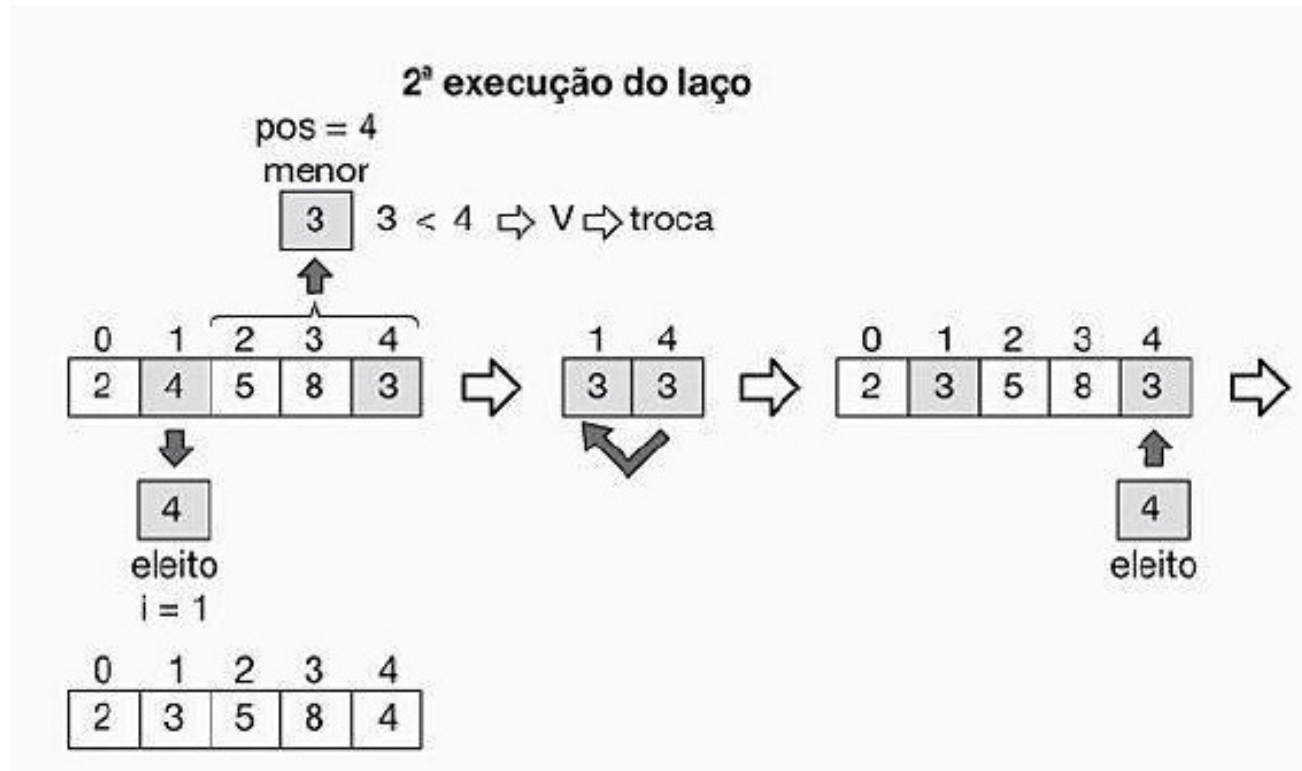 2ª execução do laço
pos = 4
menor
3 3 < 4 ⇨ V ⇨ troca
0 1 2 3 4 1 4 0 1 2 3 4
2 4 5 8 3 3 3 2 3 5 8 3
4 4
eleito eleito
i = 1
0 1 2 3 4
2 3 5 8 4